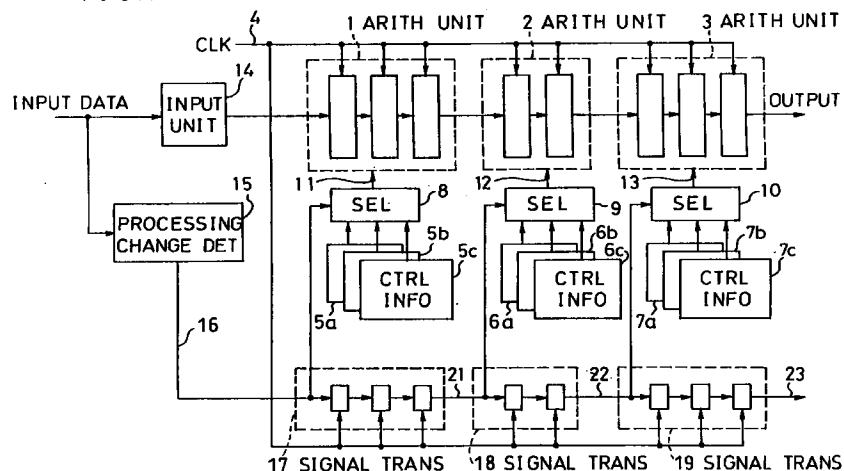 4
CLK
1 ARITH UNIT
2 ARITH UNIT
3 ARITH UNIT
14
INPUT DATA
INPUT
UNIT
OUTPUT
11
12
13
15
PROCESSING
CHANGE DET
SEL
8
SEL
9
SEL
10
5b
5c
6b
6c
7b
7c
CTRL
INFO
CTRL
INFO
CTRL
INFO
5a
6a
7a
16
21
22
23
17 SIGNAL TRANS
18 SIGNAL TRANS
19 SIGNAL TRANS